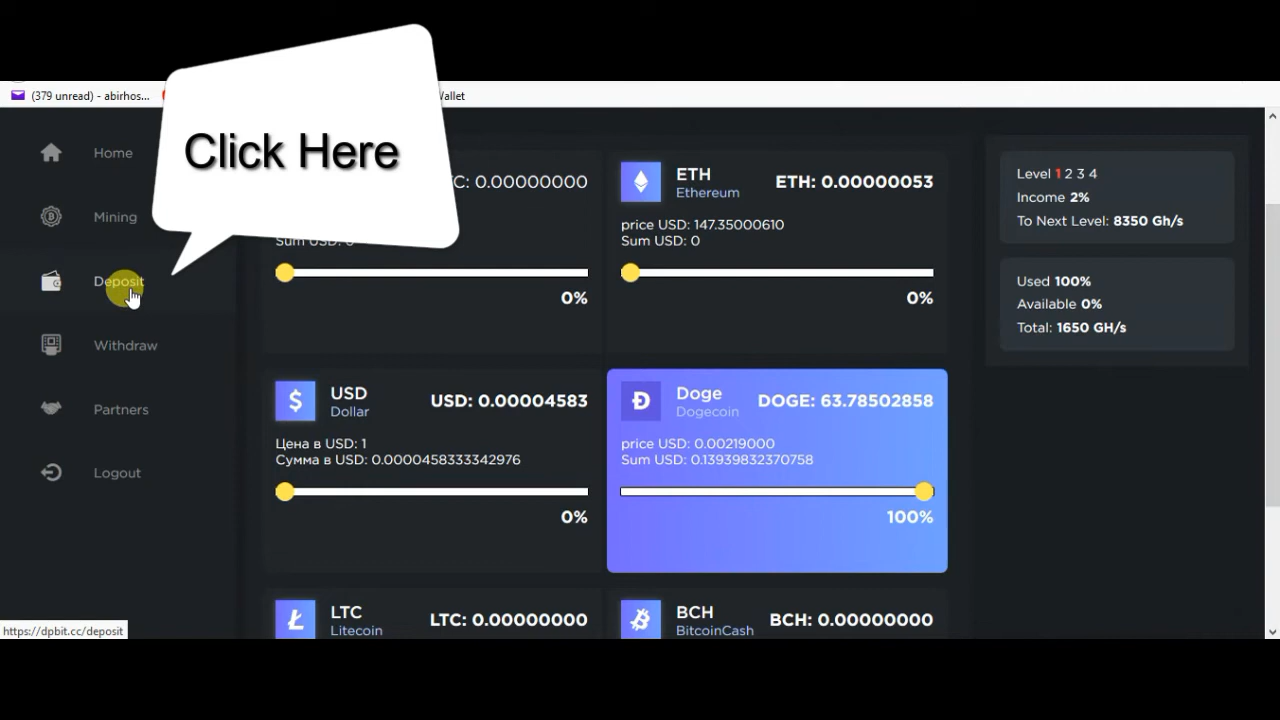 (379 unread) - abirhos...
Wallet
Click Here
Home
Mining
Deposit
Withdraw
Partners
Logout
C: 0.00000000
Sum USD: 0
0%
ETH
Ethereum
ETH: 0.00000053
price USD: 147.35000610
Sum USD: 0
0%
USD
Dollar
USD: 0.00004583
Цена в USD: 1
Сумма в USD: 0.0000458333342976
0%
Doge
Dogecoin
DOGE: 63.78502858
price USD: 0.00219000
Sum USD: 0.13939832370758
100%
LTC
Litecoin
LTC: 0.00000000
BCH
BitcoinCash
BCH: 0.00000000
Level 1 2 3 4
Income 2%
To Next Level: 8350 Gh/s
Used 100%
Available 0%
Total: 1650 GH/s
https://dpbit.cc/deposit